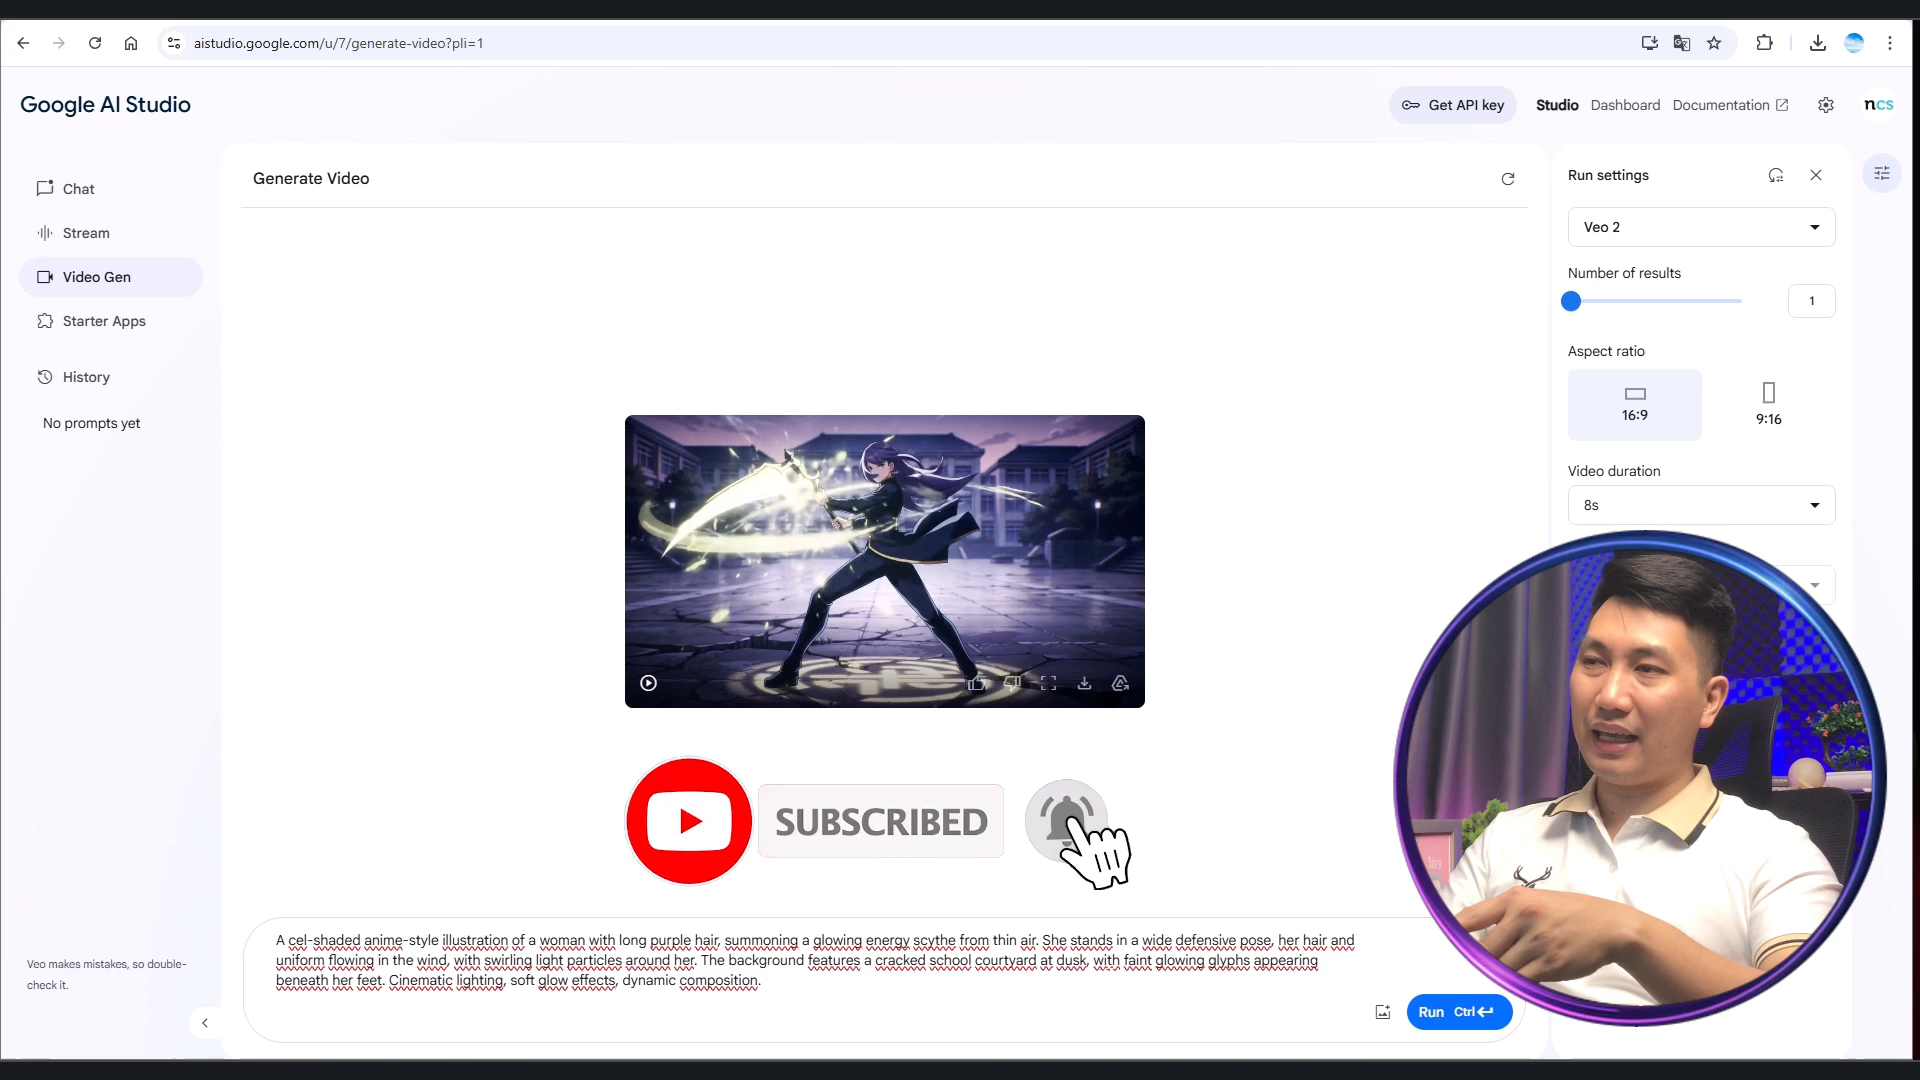 aistudio.google.com/u/7/generate-video?pli=1
Google AI Studio
Get API key
Studio
Dashboard
Documentation
ncs
Chat
Stream
Video Gen
Starter Apps
History
No prompts yet
Veo makes mistakes, so double-
check it.
Generate Video
SUBSCRIBED
A cel-shaded anime-style illustration of a woman with long purple hair, summoning a glowing energy scythe from thin air. She stands in a wide defensive pose, her hair and
uniform flowing in the wind, with swirling light particles around her. The background features a cracked school courtyard at dusk, with faint glowing glyphs appearing
beneath her feet. Cinematic lighting, soft glow effects, dynamic composition.
Run Ctrl
Run settings
Veo 2
Number of results
1
Aspect ratio
16:9
9:16
Video duration
8s